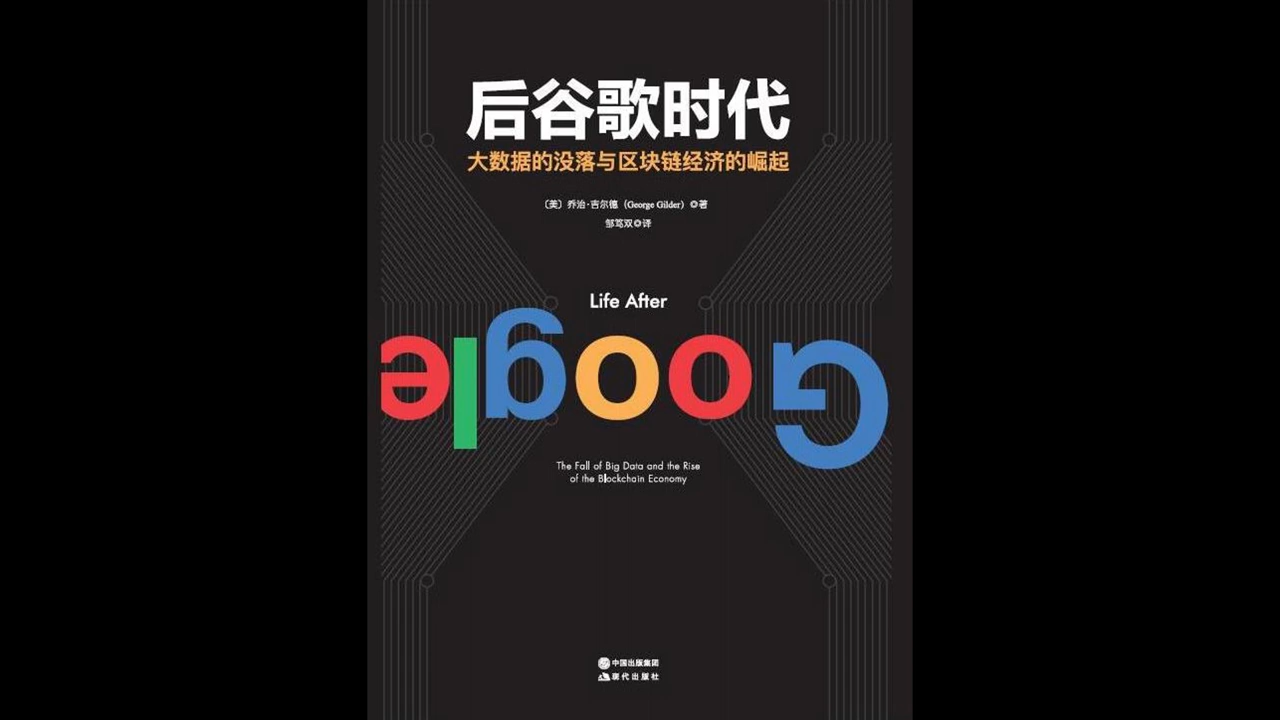 后谷歌时代
大数据的没落与区块链经济的崛起
〔美〕乔治·吉尔德（George Gilder）◎著
邹笃双◎译
Life After
Google
The Fall of Big Data and the Rise
of the Blockchain Economy
中国出版集团
现代出版社